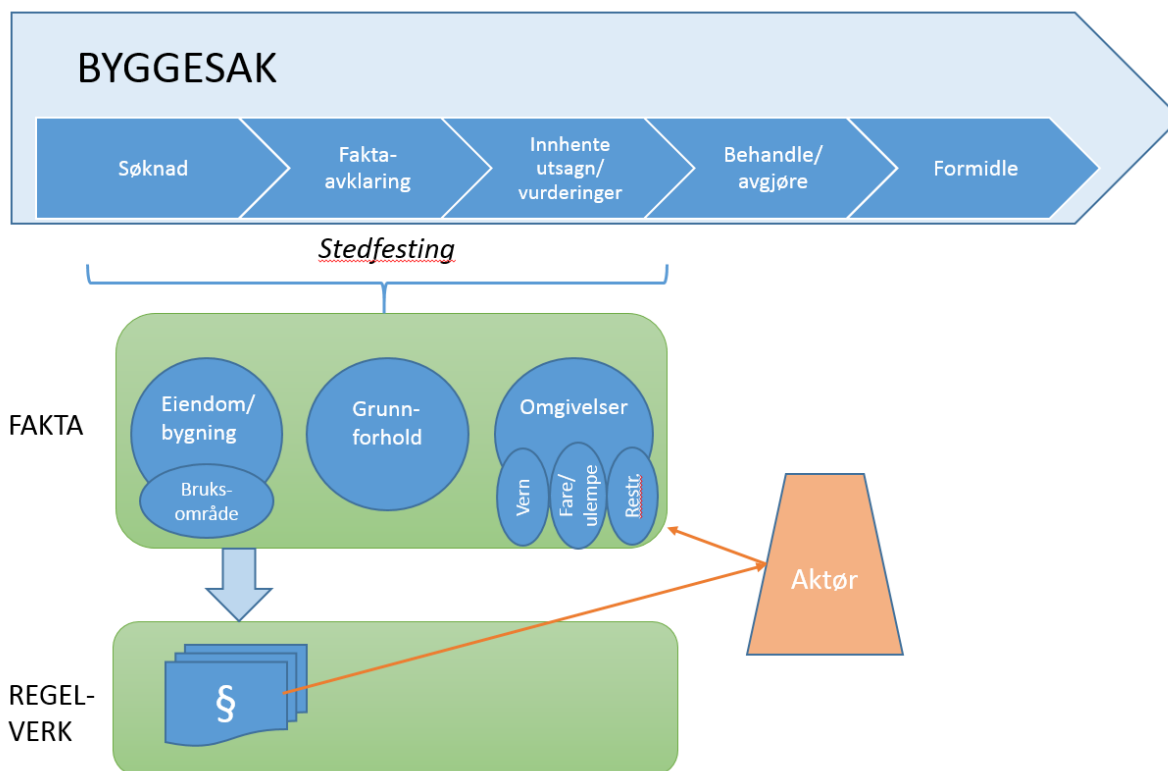 BYGGESAK
Søknad
Fakta-
avklaring
Innhente
utsagn/
vurderinger
Behandle/
avgjøre
Formidle
Stedfesting
FAKTA
Eiendom/
bygning
Bruks-
område
Grunn-
forhold
Omgivelser
Vern
Fare/
ulempe
Restr.
Aktør
REGEL-
VERK
§